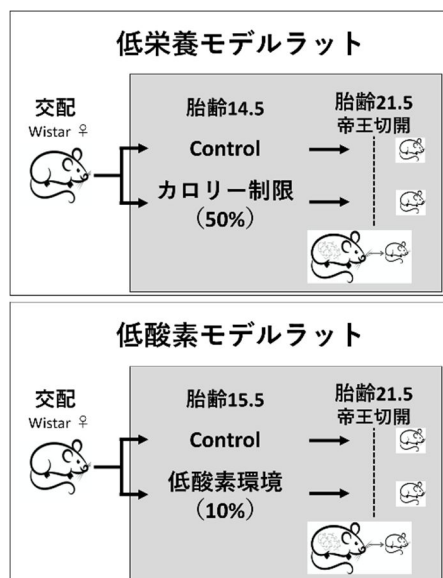 低栄養モデルラット
交配
Wistar ♀
胎齢14.5
胎齢21.5
帝王切開
Control
カロリー制限
（50%）
低酸素モデルラット
交配
Wistar ♀
胎齢15.5
胎齢21.5
帝王切開
Control
低酸素環境
（10%）